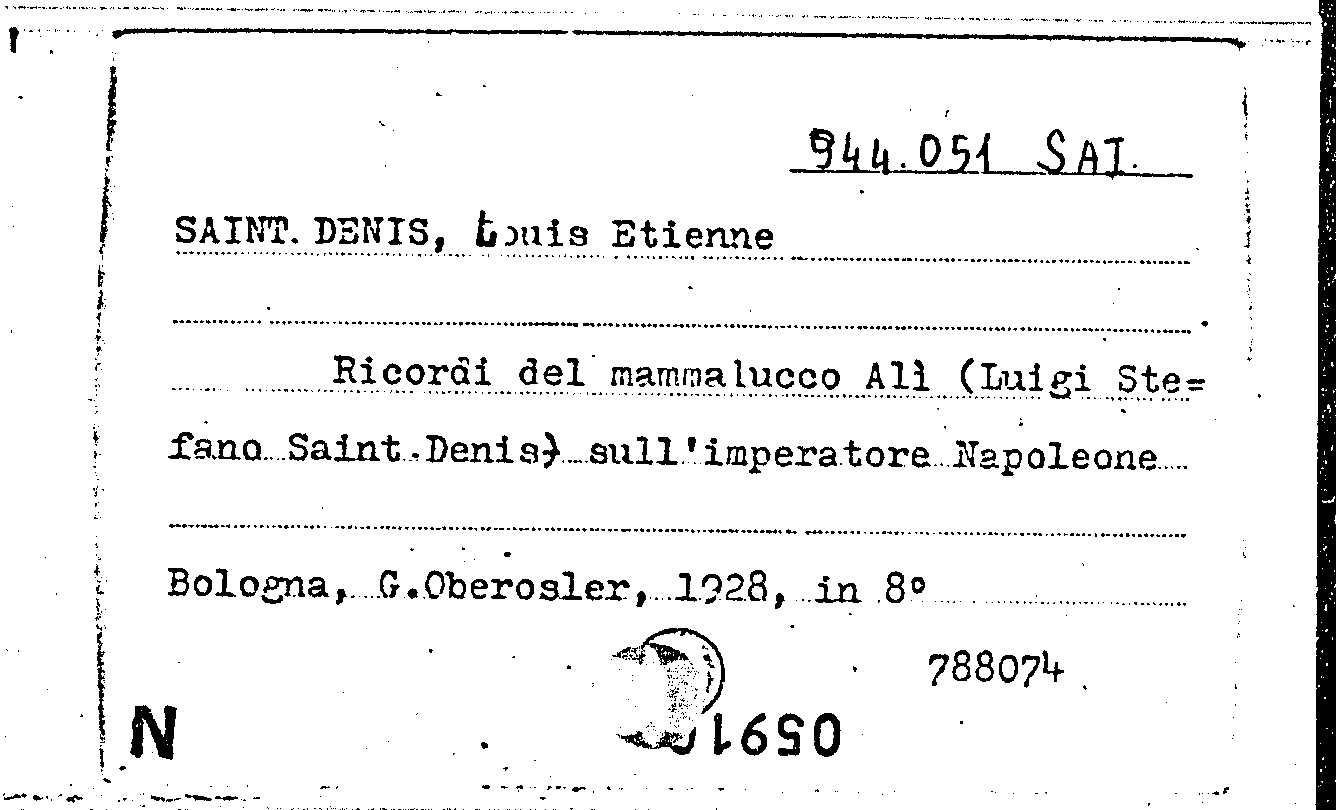 944.051 SAI.
SAINT.DENIS, Louis Etienne
Ricordi del mammalucco Alì (Luigi Ste=
fano Saint.Denis) sull'imperatore Napoleone
Bologna, G.Oberosler, 1928, in 8°
788074
N